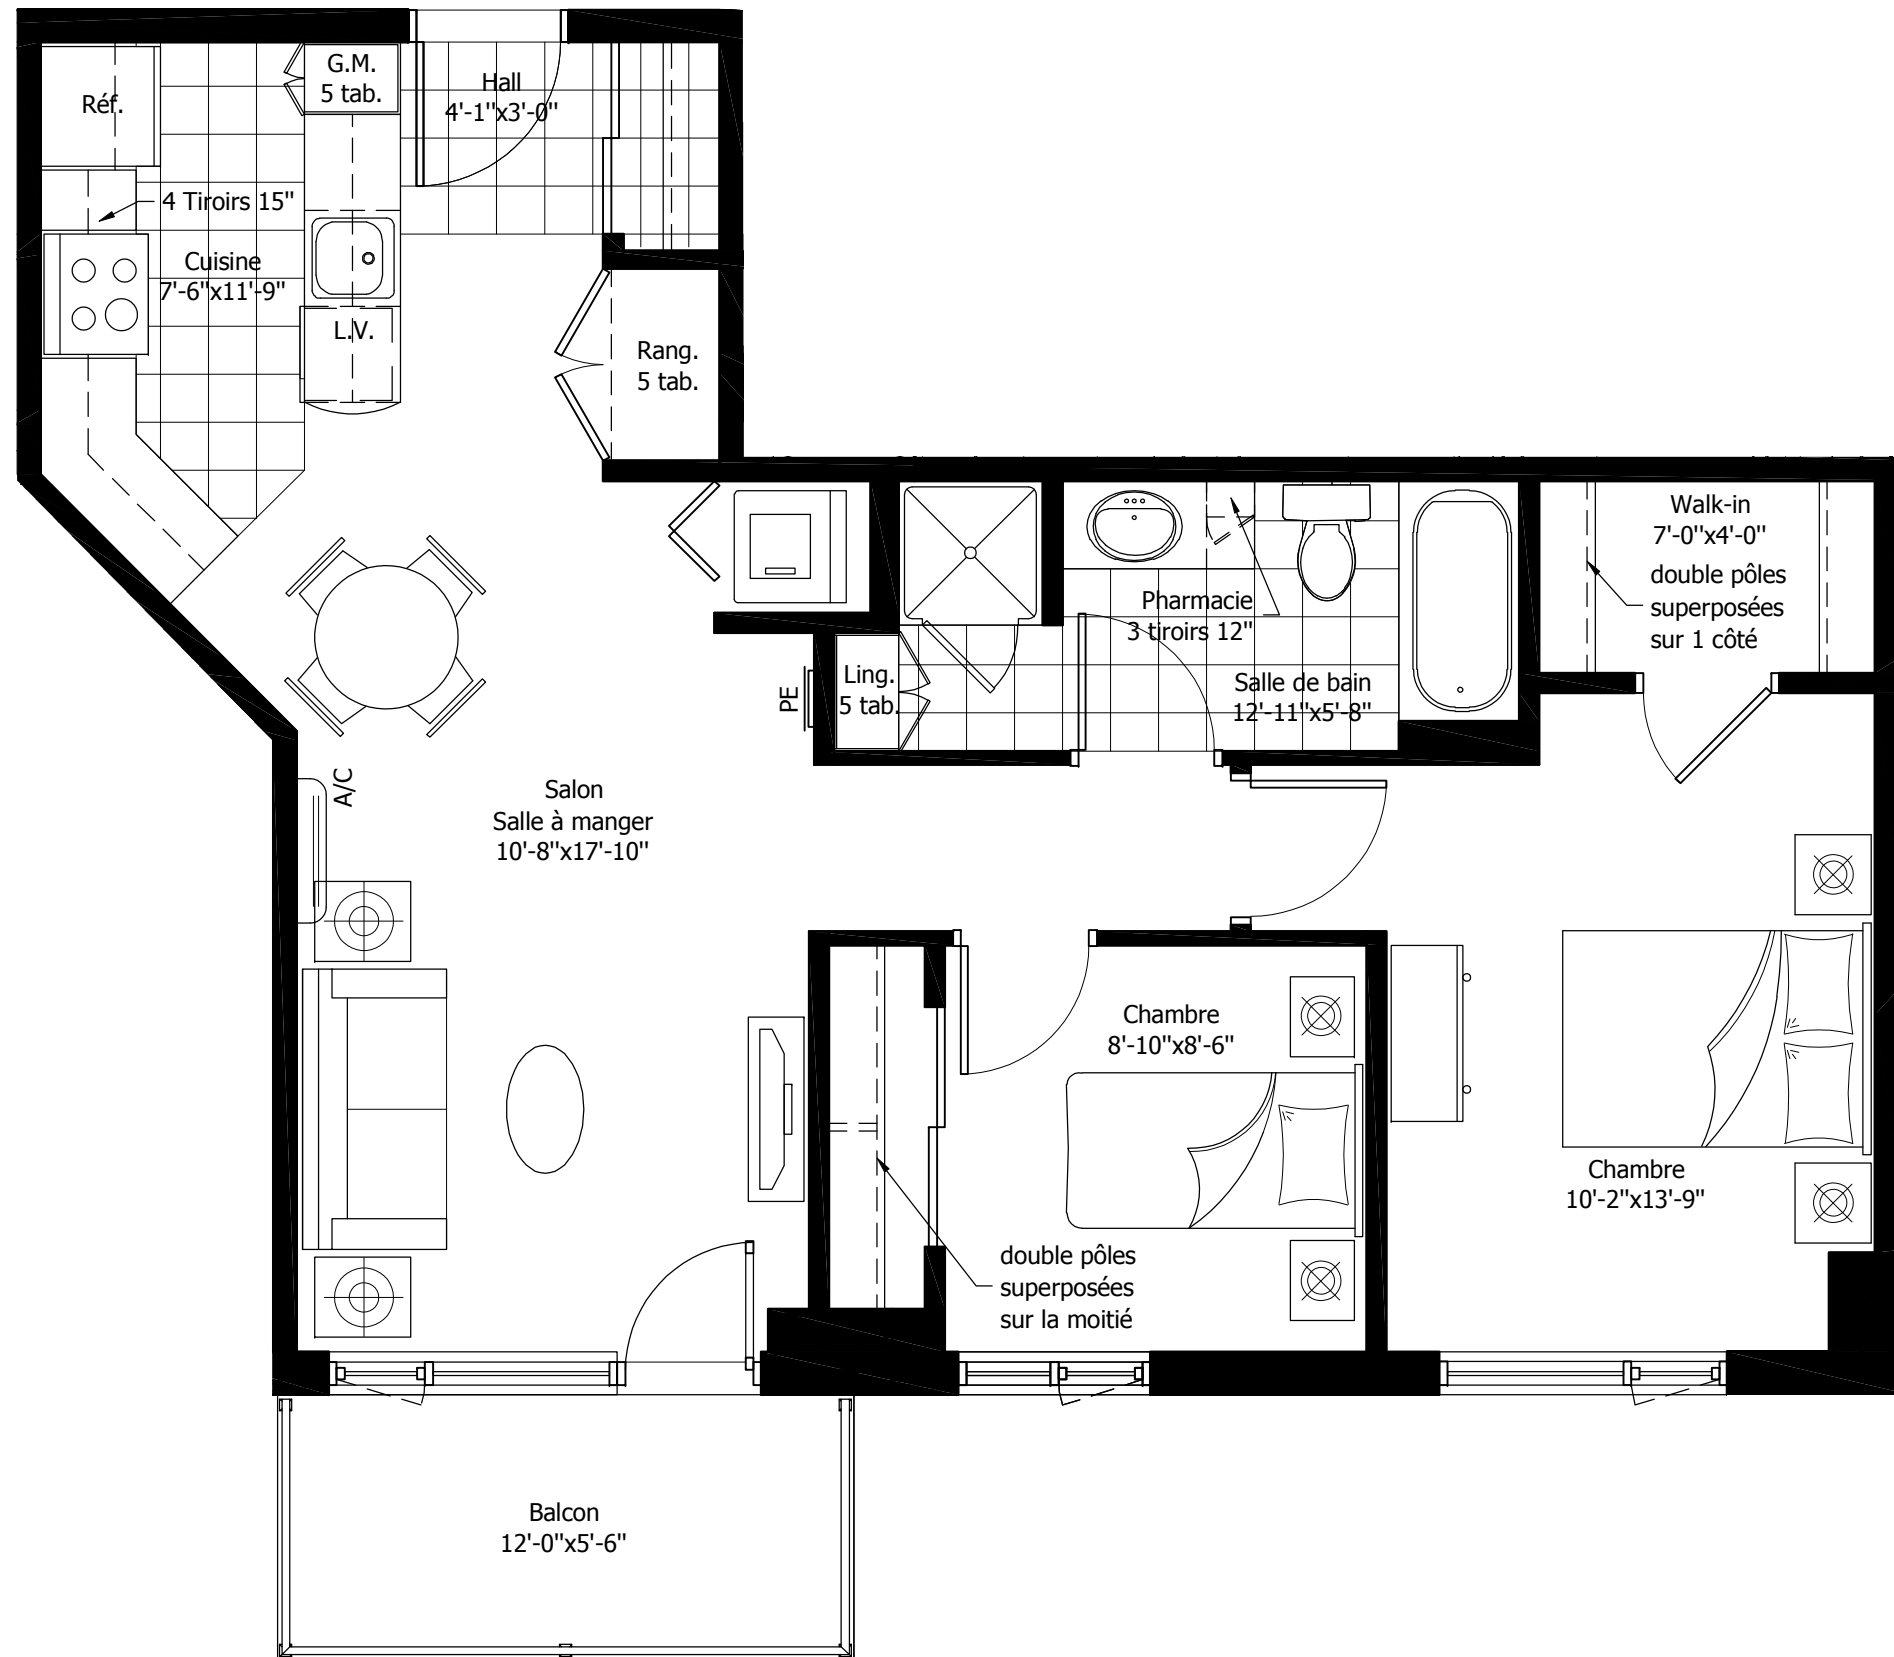 G.M.
5 tab.
Hall
4'-1"x3'-0"
Réf.
4 Tiroirs 15"
Cuisine
7'-6"x11'-9"
L.V.
Rang.
5 tab.
Walk-in
7'-0"x4'-0"
double pôles
superposées
sur 1 côté
Pharmacie
3 tiroirs 12"
Ling.
5 tab.
PE
Salle de bain
12'-11"x5'-8"
A/C
Salon
Salle à manger
10'-8"x17'-10"
Chambre
8'-10"x8'-6"
Chambre
10'-2"x13'-9"
double pôles
superposées
sur la moitié
Balcon
12'-0"x5'-6"